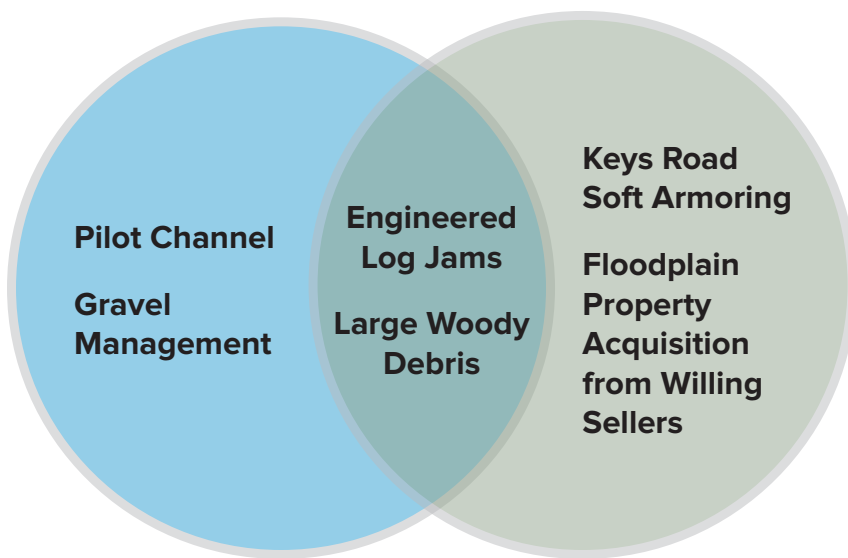 Pilot Channel
Gravel
Management
Engineered
Log Jams
Large Woody
Debris
Keys Road
Soft Armoring
Floodplain
Property
Acquisition
from Willing
Sellers